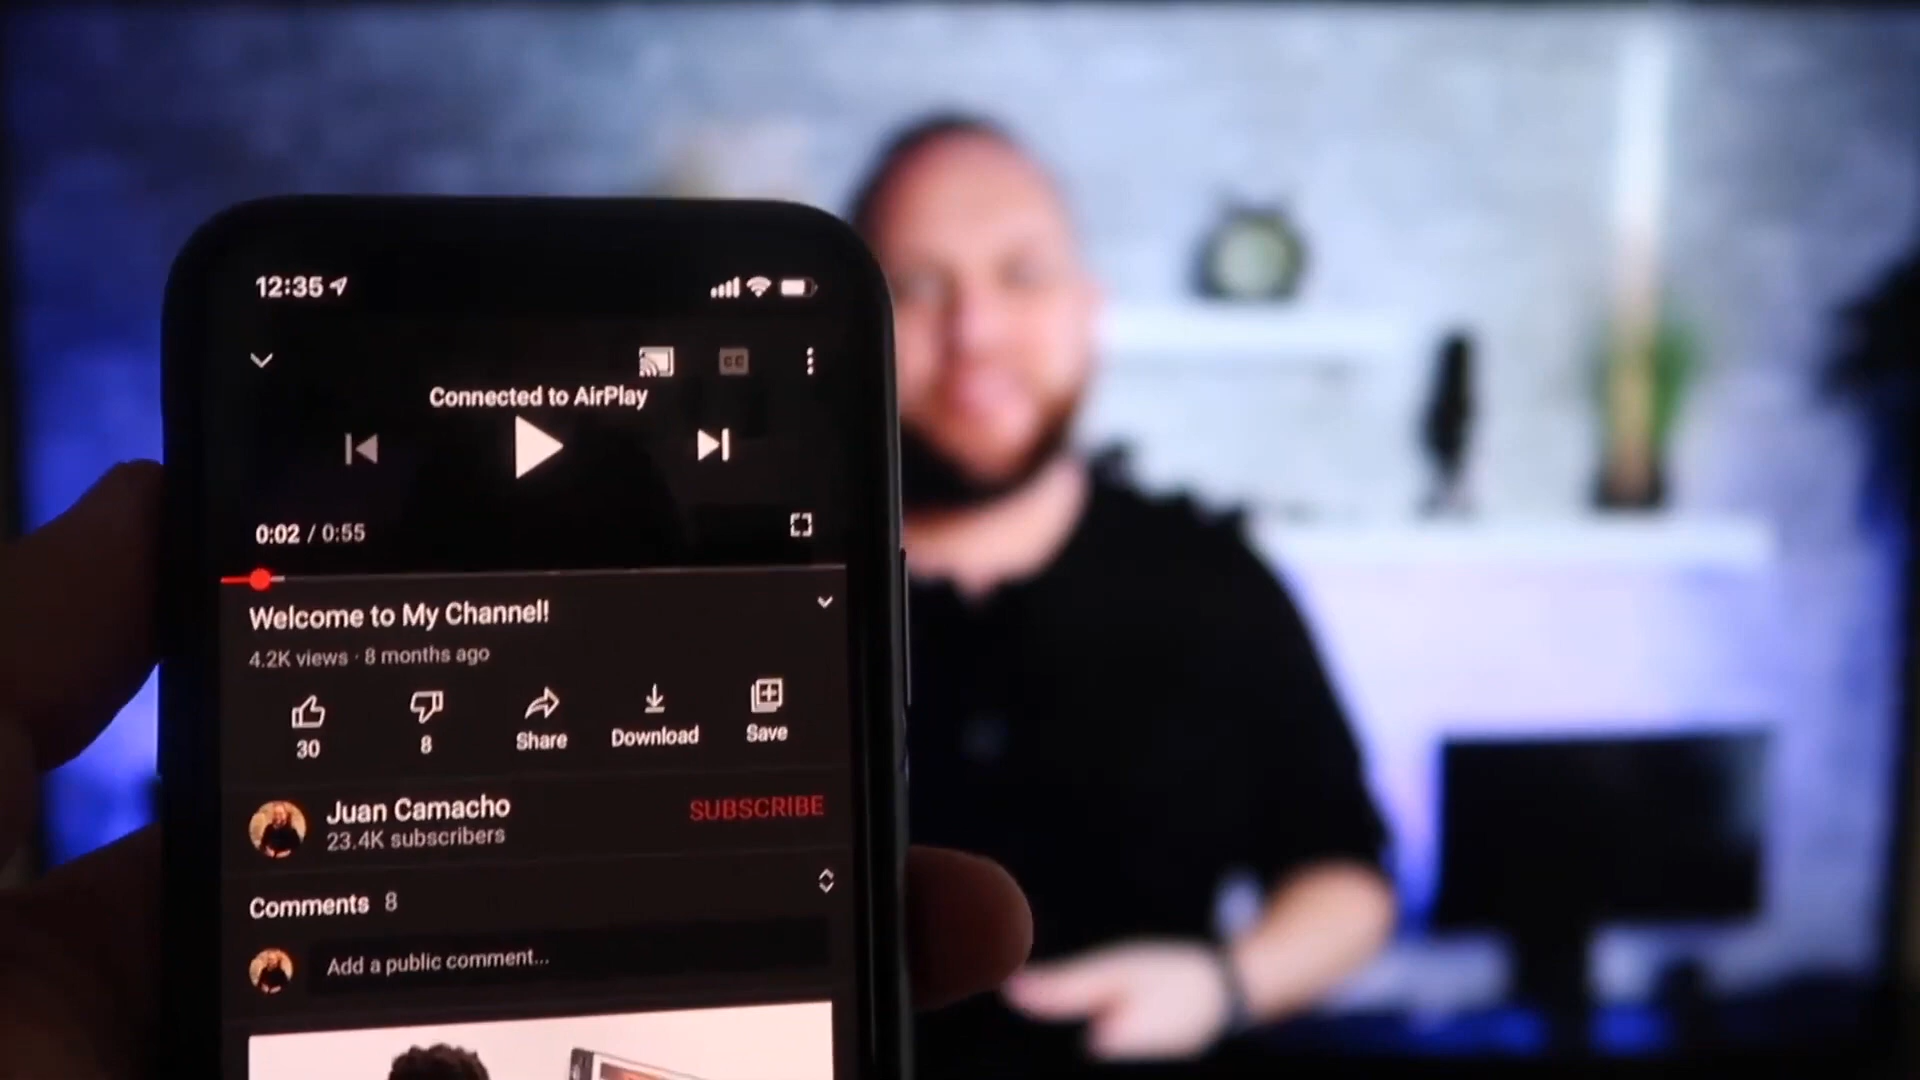 12:35
CC
Connected to AirPlay
0:02 / 0:55
Welcome to My Channel!
4.2K views · 8 months ago
30
8
Share
Download
Save
Juan Camacho
SUBSCRIBE
23.4K subscribers
Comments 8
Add a public comment...